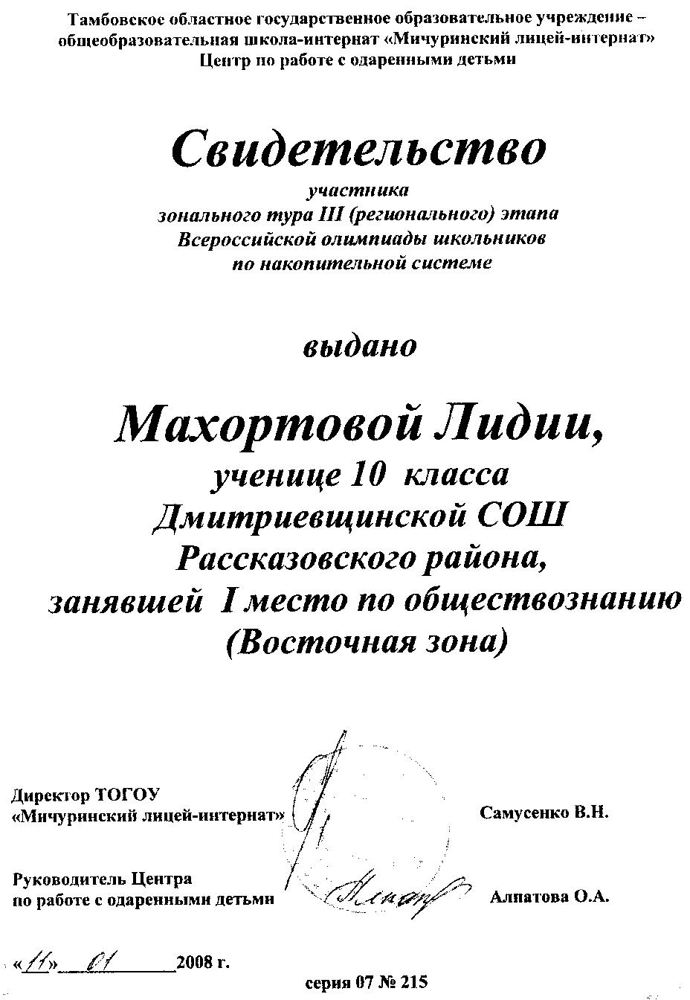 Тамбовское областное государственное образовательное учреждение –
общеобразовательная школа-интернат «Мичуринский лицей-интернат»
Центр по работе с одаренными детьми
Свидетельство
участника
зонального тура III (регионального) этапа
Всероссийской олимпиады школьников
по накопительной системе
выдано
Махортовой Лидии,
ученице 10 класса
Дмитриевщинской СОШ
Рассказовского района,
занявшей I место по обществознанию
(Восточная зона)
Директор ТОГОУ
«Мичуринский лицей-интернат»
Самусенко В.Н.
Руководитель Центра
по работе с одаренными детьми
Алпатова О.А.
«11» 01 2008 г.
серия 07 № 215